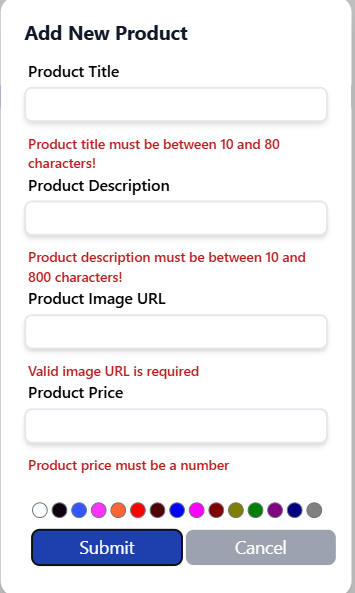 Add New Product
Product Title
Product title must be between 10 and 80
characters!
Product Description
Product description must be between 10 and
800 characters!
Product Image URL
Valid image URL is required
Product Price
Product price must be a number
Submit Cancel